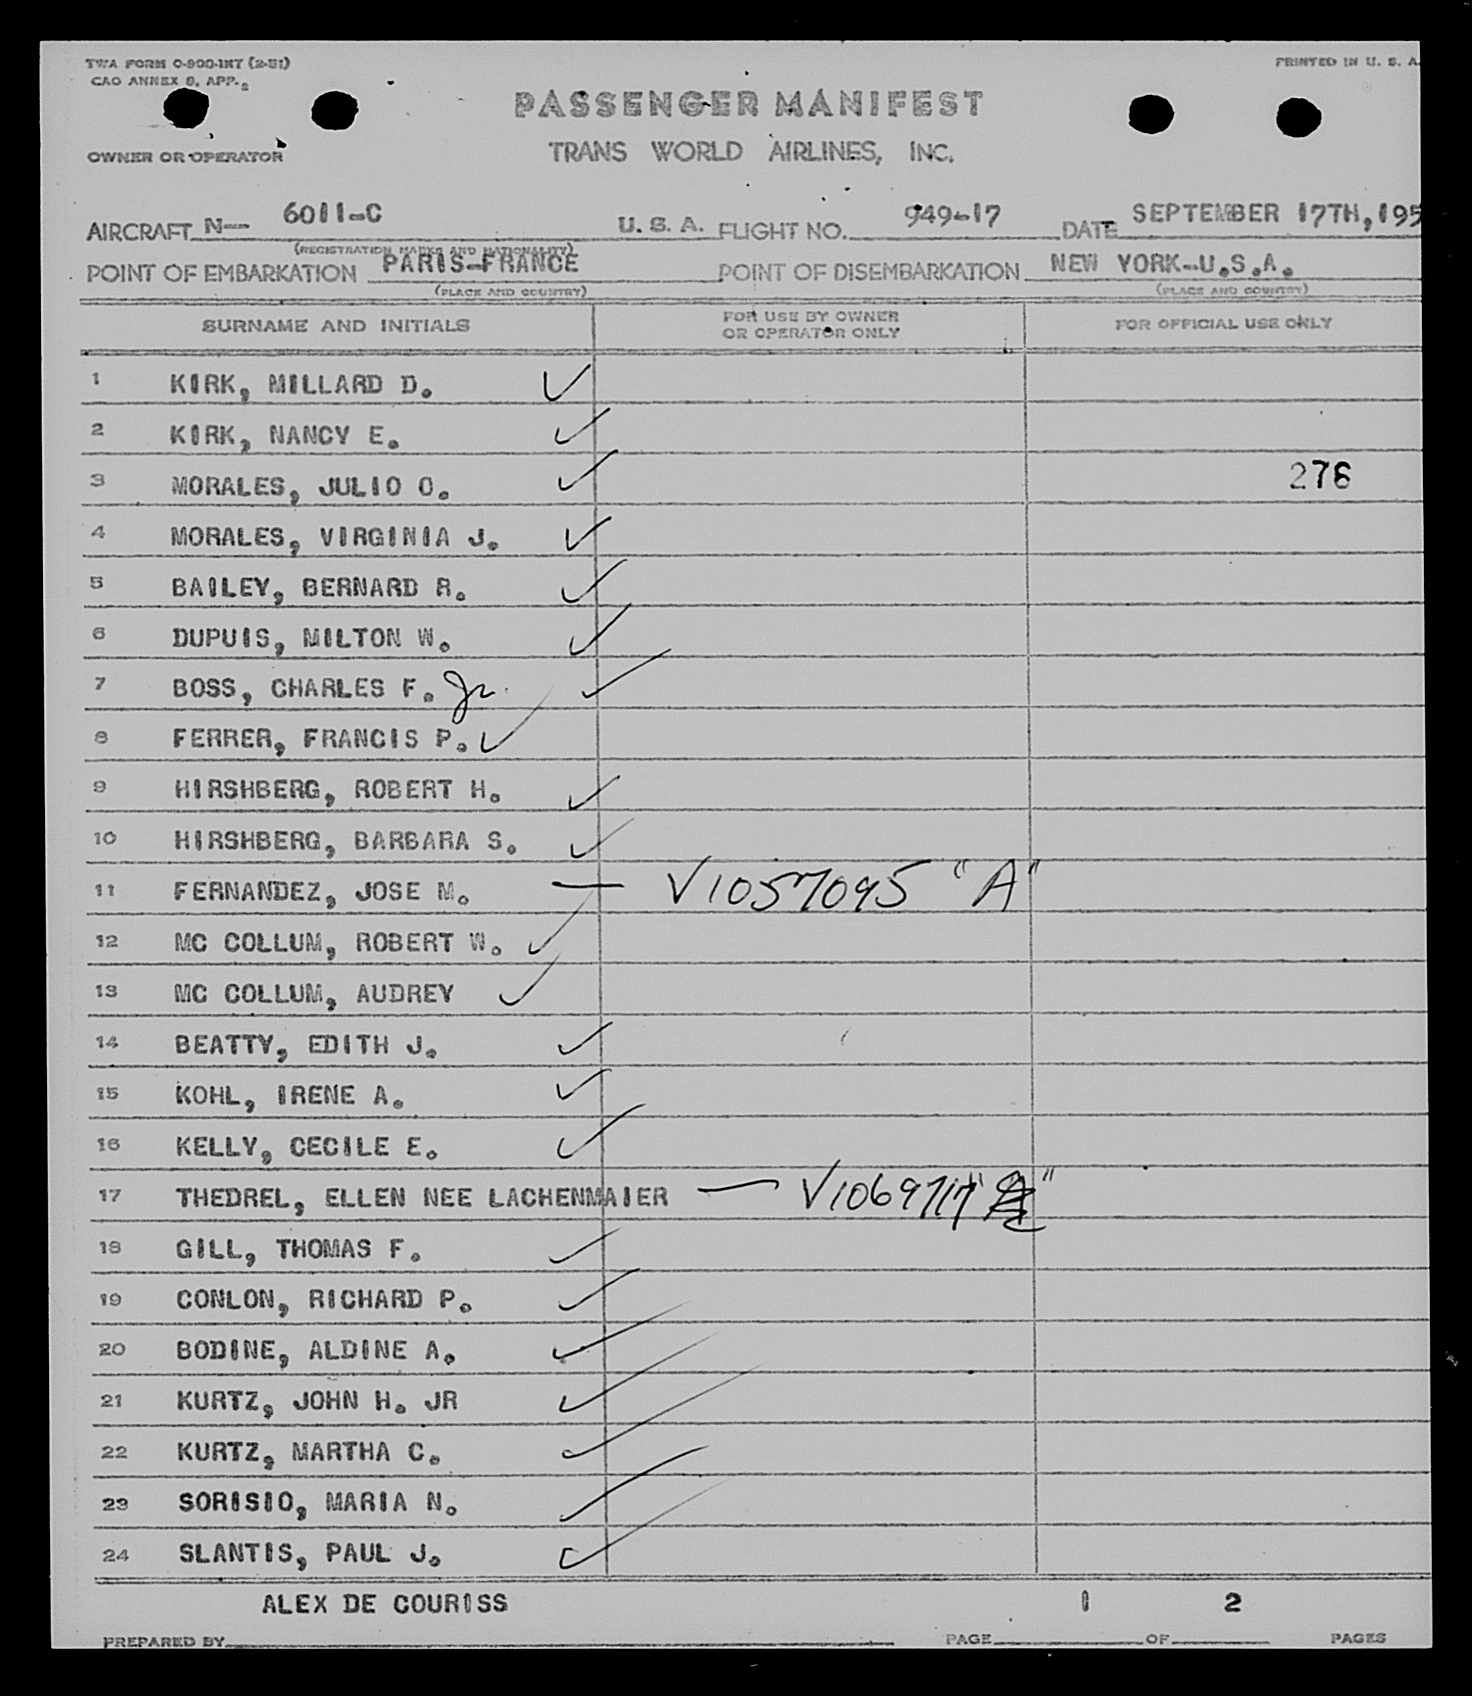 TWA FORM O-900-INT (2-51)
PRINTED IN U. S. A.
CAO ANNEX 9, APP.
PASSENGER MANIFEST
OWNER OR OPERATOR
TRANS WORLD AIRLINES, INC.
AIRCRAFT N-- 6011-C U. S. A. FLIGHT NO. 949-17 DATE SEPTEMBER 17TH, 195
(REGISTRATION MARKS AND NATIONALITY)
POINT OF EMBARKATION PARIS-FRANCE POINT OF DISEMBARKATION NEW YORK-U.S.A.
(PLACE AND COUNTRY) (PLACE AND COUNTRY)
SURNAME AND INITIALS FOR USE BY OWNER OR OPERATOR ONLY FOR OFFICIAL USE ONLY
1 KIRK, MILLARD D. ✓
2 KIRK, NANCY E. ✓
3 MORALES, JULIO O. ✓ 276
4 MORALES, VIRGINIA J. ✓
5 BAILEY, BERNARD R. ✓
6 DUPUIS, MILTON W. ✓
7 BOSS, CHARLES F. Jr. ✓
8 FERRER, FRANCIS P. ✓
9 HIRSHBERG, ROBERT H. ✓
10 HIRSHBERG, BARBARA S. ✓
11 FERNANDEZ, JOSE M. — V1057095 "A"
12 MC COLLUM, ROBERT W. ✓
13 MC COLLUM, AUDREY ✓
14 BEATTY, EDITH J. ✓
15 KOHL, IRENE A. ✓
16 KELLY, CECILE E. ✓
17 THEDREL, ELLEN NEE LACHENMAIER —
18 GILL, THOMAS F. ✓
19 CONLON, RICHARD P. ✓
20 BODINE, ALDINE A. ✓
21 KURTZ, JOHN H. JR ✓
22 KURTZ, MARTHA C. ✓
23 SORISIO, MARIA N. ✓
24 SLANTIS, PAUL J. ✓
ALEX DE COURISS 1 2
PREPARED BY PAGE OF PAGES